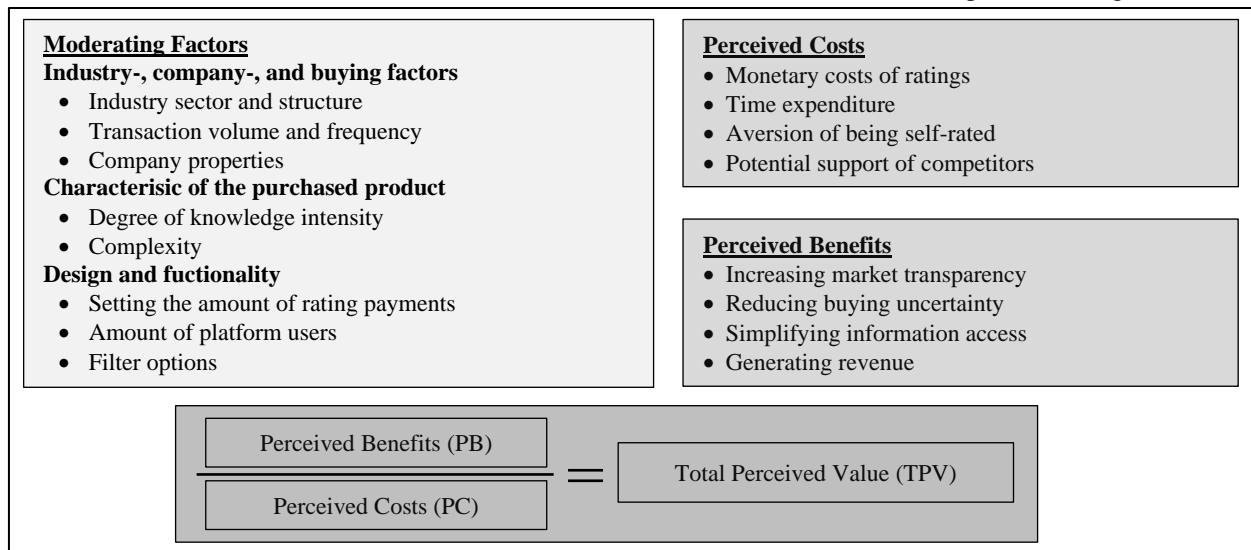 Moderating Factors
Industry-, company-, and buying factors
• Industry sector and structure
• Transaction volume and frequency
• Company properties
Characterisic of the purchased product
• Degree of knowledge intensity
• Complexity
Design and fuctionality
• Setting the amount of rating payments
• Amount of platform users
• Filter options
Perceived Costs
• Monetary costs of ratings
• Time expenditure
• Aversion of being self-rated
• Potential support of competitors
Perceived Benefits
• Increasing market transparency
• Reducing buying uncertainty
• Simplifying information access
• Generating revenue
Perceived Benefits (PB)
Perceived Costs (PC)
=
Total Perceived Value (TPV)